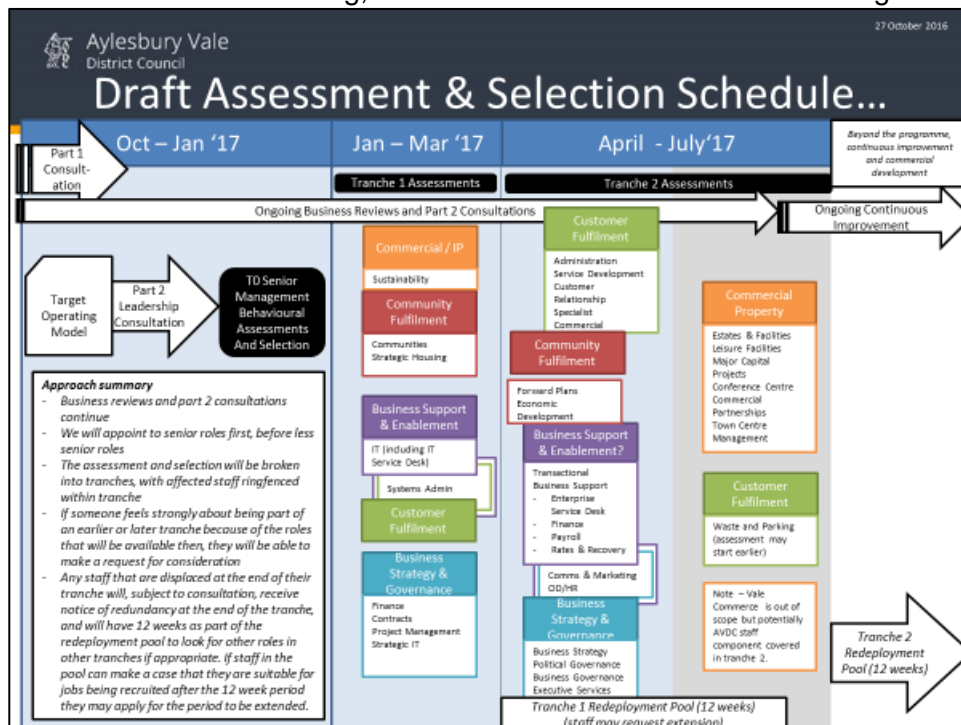 27 October 2016
Aylesbury Vale
District Council
Draft Assessment & Selection Schedule...
Oct – Jan ‘17
Jan – Mar ‘17
April - July‘17
Beyond the programme,
continuous improvement
and commercial
development
Part 1
Consult-
ation
Tranche 1 Assessments
Tranche 2 Assessments
Ongoing Business Reviews and Part 2 Consultations
Ongoing Continuous
Improvement
Target
Operating
Model
Part 2
Leadership
Consultation
T0 Senior
Management
Behavioural
Assessments
And Selection
Approach summary
- Business reviews and part 2 consultations
continue
- We will appoint to senior roles first, before less
senior roles
- The assessment and selection will be broken
into tranches, with affected staff ringfenced
within tranche
- If someone feels strongly about being part of
an earlier or later tranche because of the roles
that will be available then, they will be able to
make a request for consideration
- Any staff that are displaced at the end of their
tranche will, subject to consultation, receive
notice of redundancy at the end of the tranche,
and will have 12 weeks as part of the
redeployment pool to look for other roles in
other tranches if appropriate. If staff in the
pool can make a case that they are suitable for
jobs being recruited after the 12 week period
they may apply for the period to be extended.
Commercial / IP
Sustainability
Community
Fulfilment
Communities
Strategic Housing
Business Support
& Enablement
IT (including IT
Service Desk)
Systems Admin
Customer
Fulfilment
Business
Strategy &
Governance
Finance
Contracts
Project Management
Strategic IT
Customer
Fulfilment
Administration
Service Development
Customer
Relationship
Specialist
Commercial
Community
Fulfilment
Forward Plans
Economic
Development
Business Support
& Enablement?
Transactional
Business Support
- Enterprise
Service Desk
- Finance
- Payroll
- Rates & Recovery
Comms & Marketing
OD/HR
Business
Strategy &
Governance
Business Strategy
Political Governance
Business Governance
Executive Services
Tranche 1 Redeployment Pool (12 weeks)
(staff may request extension)
Commercial
Property
Estates & Facilities
Leisure Facilities
Major Capital
Projects
Conference Centre
Commercial
Partnerships
Town Centre
Management
Customer
Fulfilment
Waste and Parking
(assessment may
start earlier)
Note – Vale
Commerce is out of
scope but potentially
AVDC staff
component covered
in tranche 2.
Tranche 2
Redeployment
Pool (12 weeks)